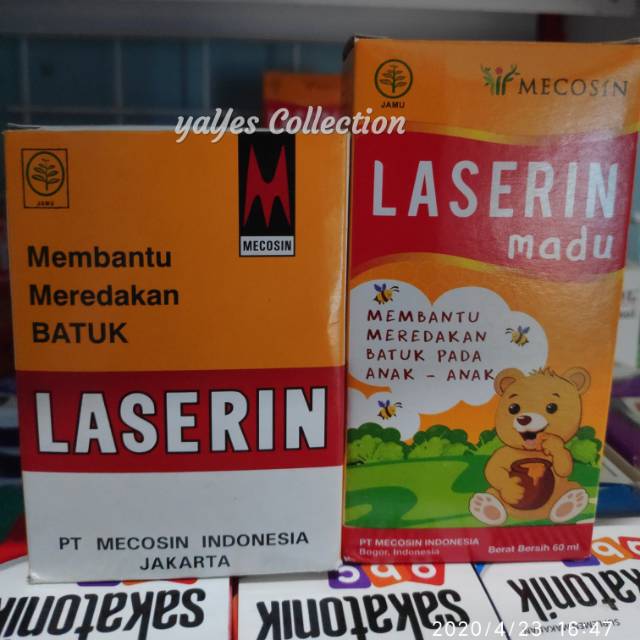 yaYes Collection
JAMU
MECOSIN
Membantu
Meredakan
BATUK
LASERIN
PT MECOSIN INDONESIA
JAKARTA
JAMU
MECOSIN
LASERIN
madu
MEMBANTU
MEREDAKAN
BATUK PADA
ANAK - ANAK
PT MECOSIN INDONESIA
Bogor, Indonesia
Berat Bersih 60 ml
sakatonik
sakatonik
sakatonik
2020/4/23 16:47